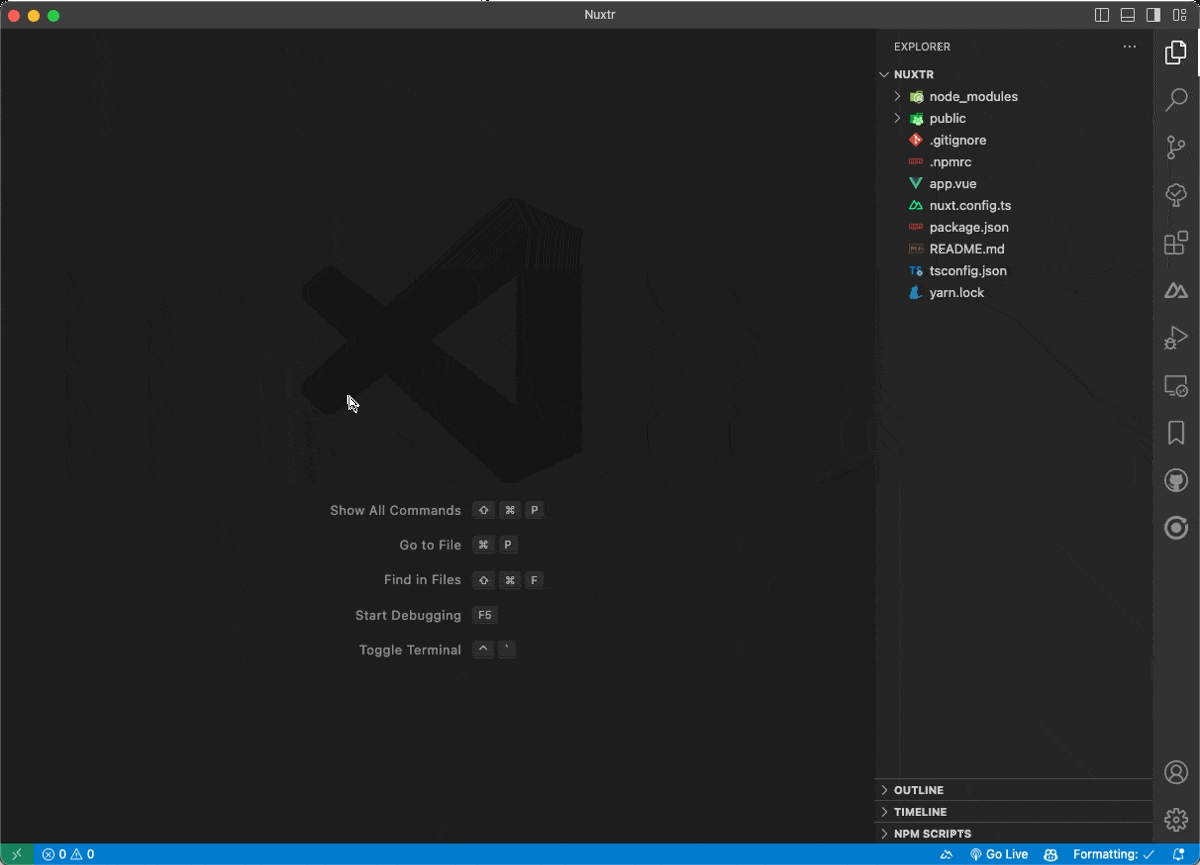 Nuxtr
EXPLORER
NUXTR
node_modules
public
.gitignore
.npmrc
app.vue
nuxt.config.ts
package.json
README.md
tsconfig.json
yarn.lock
Show All Commands ⇧ ⌘ P
Go to File ⌘ P
Find in Files ⇧ ⌘ F
Start Debugging F5
Toggle Terminal ^ `
OUTLINE
TIMELINE
NPM SCRIPTS
0 0 Go Live Formatting: ✓